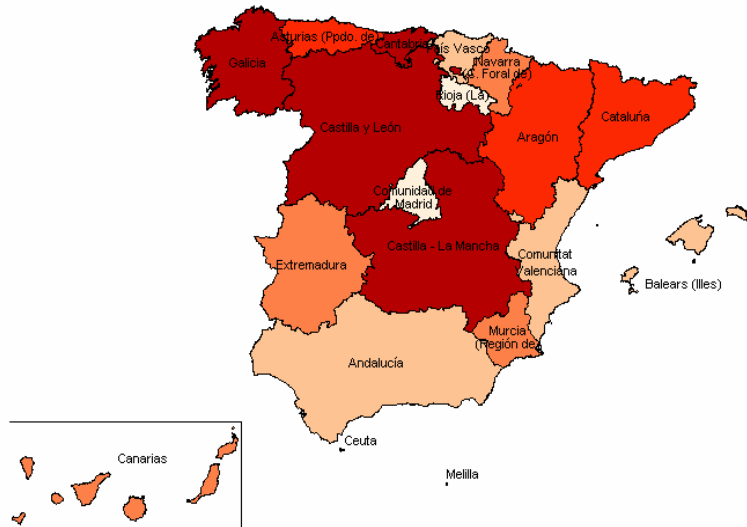 Asturias (Ppdo. de)
Cantabria
ís Vasco
Galicia
Navarra
(C. Foral de)
Rioja (La)
Castilla y León
Cataluña
Aragón
Comunidad de
Madrid
Castilla - La Mancha
Comunitat
Valenciana
Extremadura
Balears (Illes)
Murcia
(Región de)
Andalucía
Ceuta
Canarias
Melilla